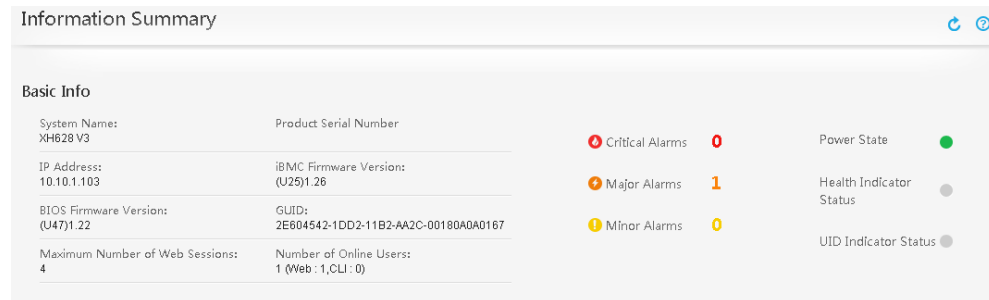 Information Summary
Basic Info
System Name:
XH628 V3
Product Serial Number
IP Address:
10.10.1.103
iBMC Firmware Version:
(U25)1.26
BIOS Firmware Version:
(U47)1.22
GUID:
2E604542-1DD2-11B2-AA2C-00180A0A0167
Maximum Number of Web Sessions:
4
Number of Online Users:
1 (Web : 1,CLI : 0)
Critical Alarms 0
Major Alarms 1
Minor Alarms 0
Power State
Health Indicator
Status
UID Indicator Status